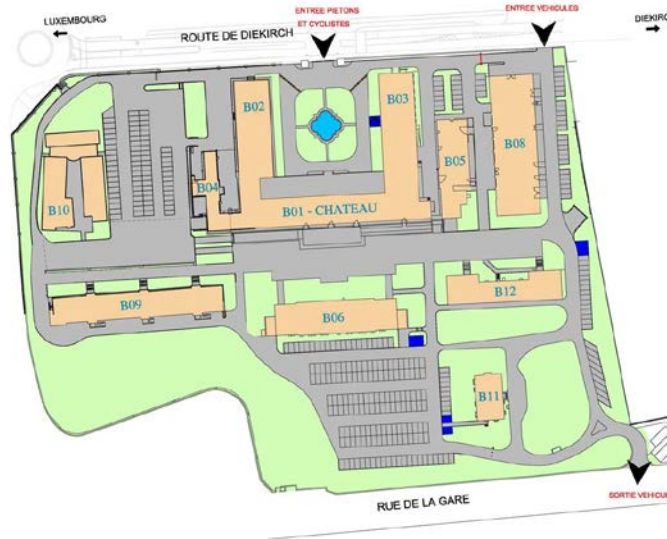 ENTREE PIETONS
ET CYCLISTES
ENTREE VEHICULES
LUXEMBOURG
DIEKIRCH
ROUTE DE DIEKIRCH
B02
B03
B05
B08
B04
B10
B01 - CHATEAU
B12
B09
B06
B11
SORTIE VEHICUL
RUE DE LA GARE